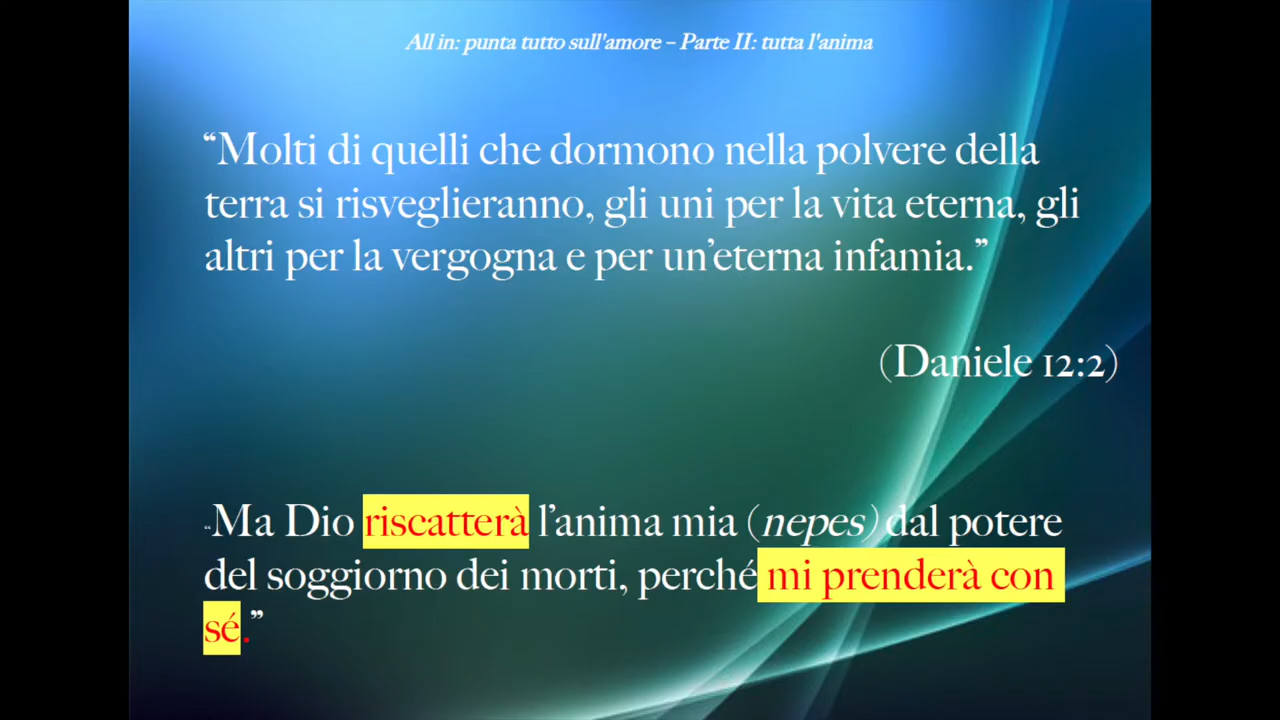 All in: punta tutto sull'amore – Parte II: tutta l'anima
“Molti di quelli che dormono nella polvere della
terra si risveglieranno, gli uni per la vita eterna, gli
altri per la vergogna e per un’eterna infamia.”
(Daniele 12:2)
“Ma Dio riscatterà l’anima mia (nepes) dal potere
del soggiorno dei morti, perché mi prenderà con
sé.”